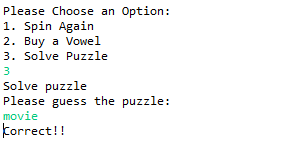 Please Choose an Option:
1. Spin Again
2. Buy a Vowel
3. Solve Puzzle
3
Solve puzzle
Please guess the puzzle:
movie
Correct!!